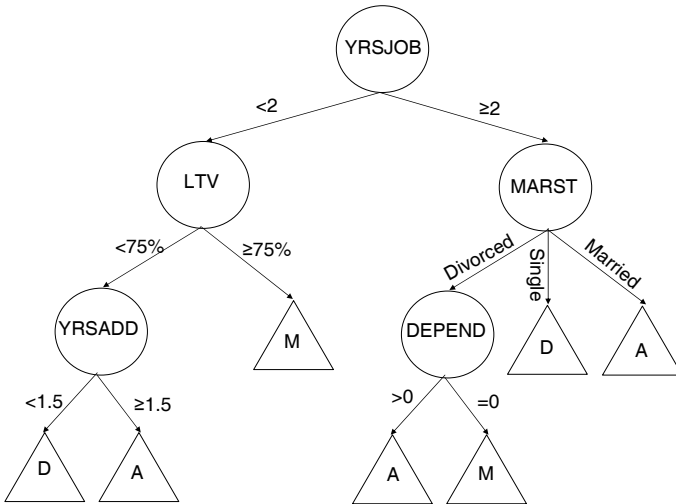 YRSJOB
<2
≥2
LTV
MARST
<75%
≥75%
Divorced
Single
Married
YRSADD
M
DEPEND
D
A
<1.5
≥1.5
>0
=0
D
A
A
M